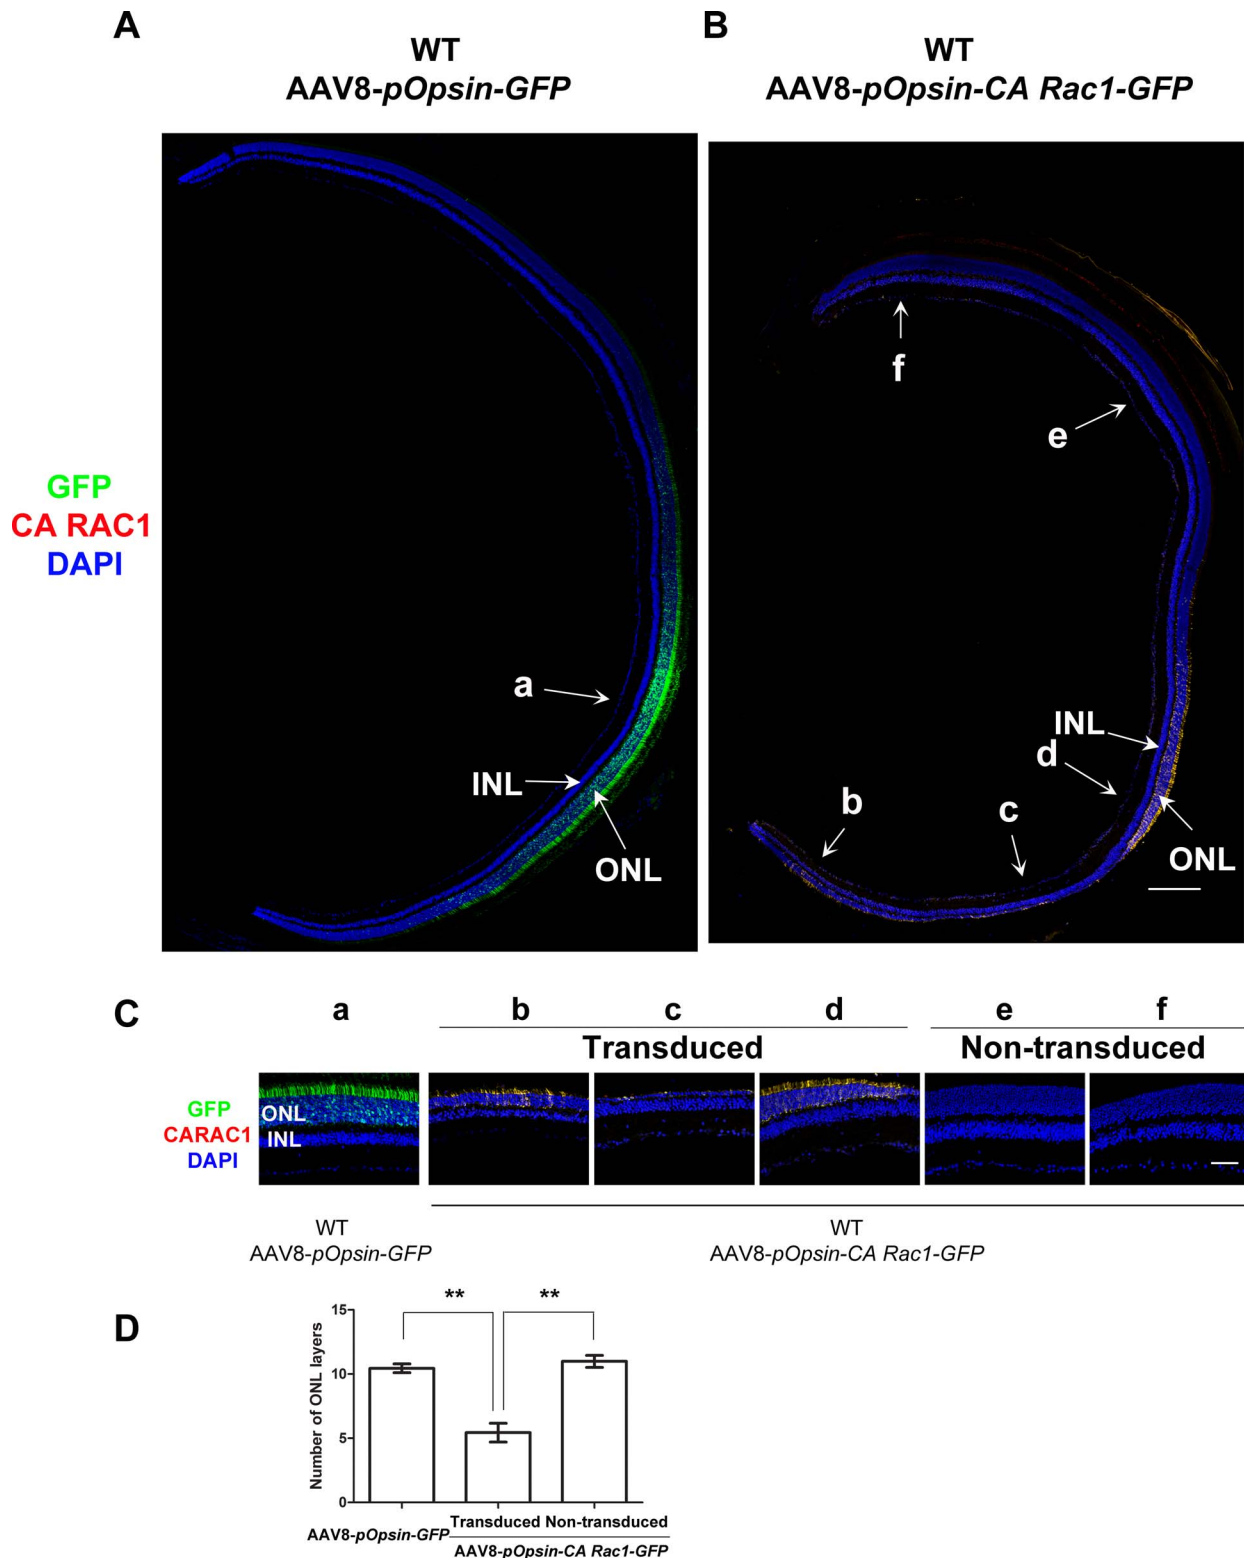 A
WT
AAV8-pOpsin-GFP
B
WT
AAV8-pOpsin-CA Rac1-GFP
GFP
CA RAC1
DAPI
a
INL
ONL
f
e
INL
d
b
c
ONL
C
a
b
c
d
e
f
Transduced
Non-transduced
GFP
CARAC1
DAPI
ONL
INL
WT
AAV8-pOpsin-GFP
WT
AAV8-pOpsin-CA Rac1-GFP
D
Number of ONL layers
15
10
5
0
**
**
AAV8-pOpsin-GFP
Transduced
Non-transduced
AAV8-pOpsin-CA Rac1-GFP